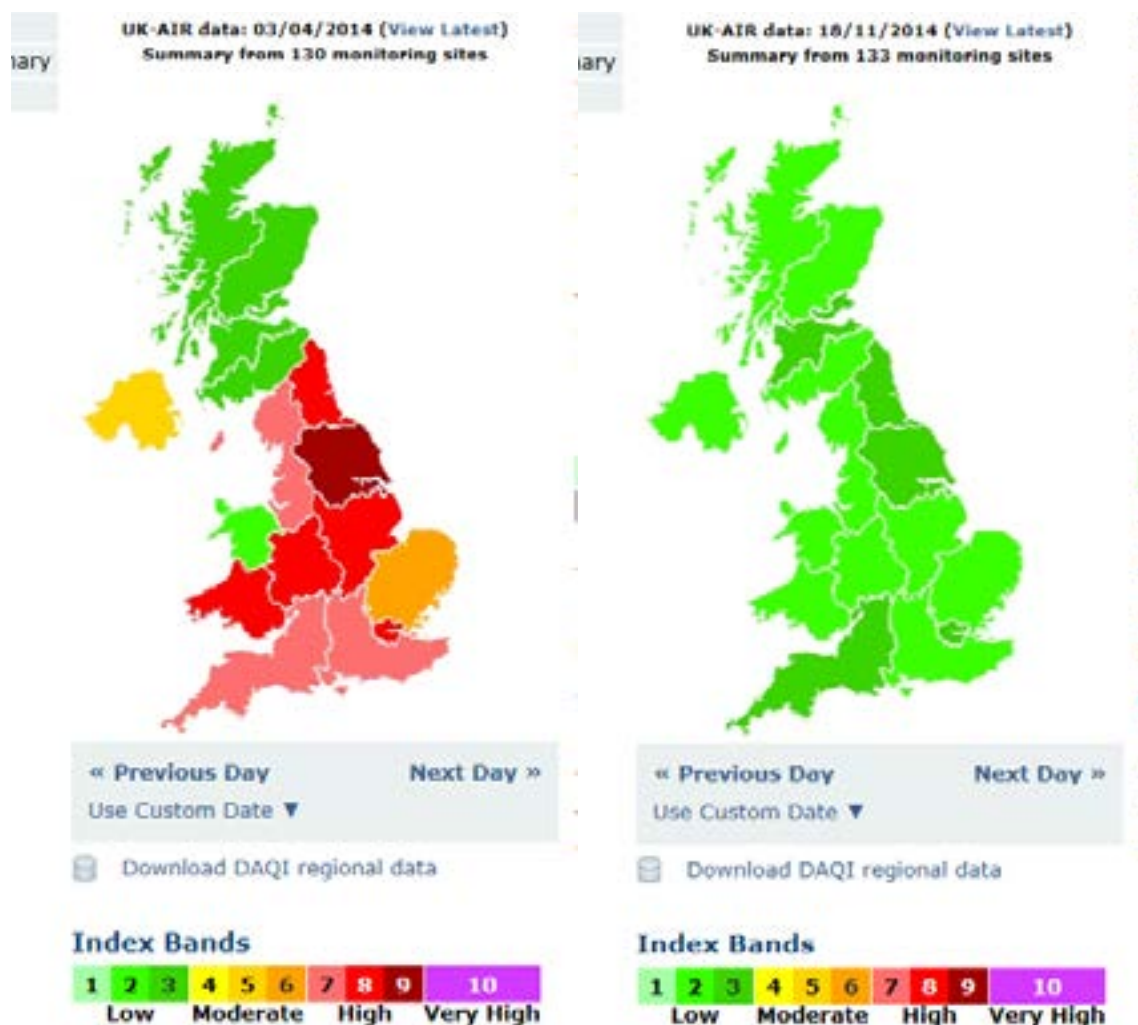 UK-AIR data: 03/04/2014 (View Latest)
Summary from 130 monitoring sites
« Previous Day Next Day »
Use Custom Date ▼
Download DAQI regional data
Index Bands
1 2 3 4 5 6 7 8 9 10
Low Moderate High Very High
UK-AIR data: 18/11/2014 (View Latest)
Summary from 133 monitoring sites
« Previous Day Next Day »
Use Custom Date ▼
Download DAQI regional data
Index Bands
1 2 3 4 5 6 7 8 9 10
Low Moderate High Very High